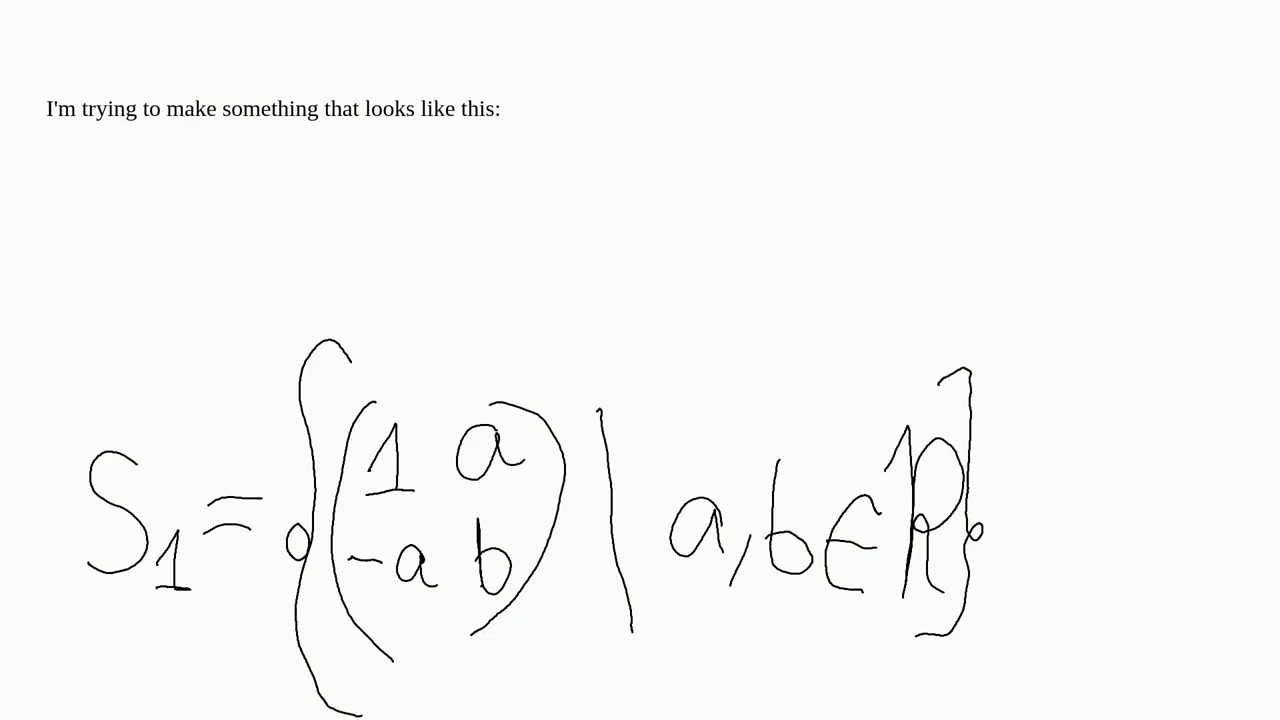 I'm trying to make something that looks like this:
S₁ = { ( 1 a
-a b ) | a, b ∈ ℝ }